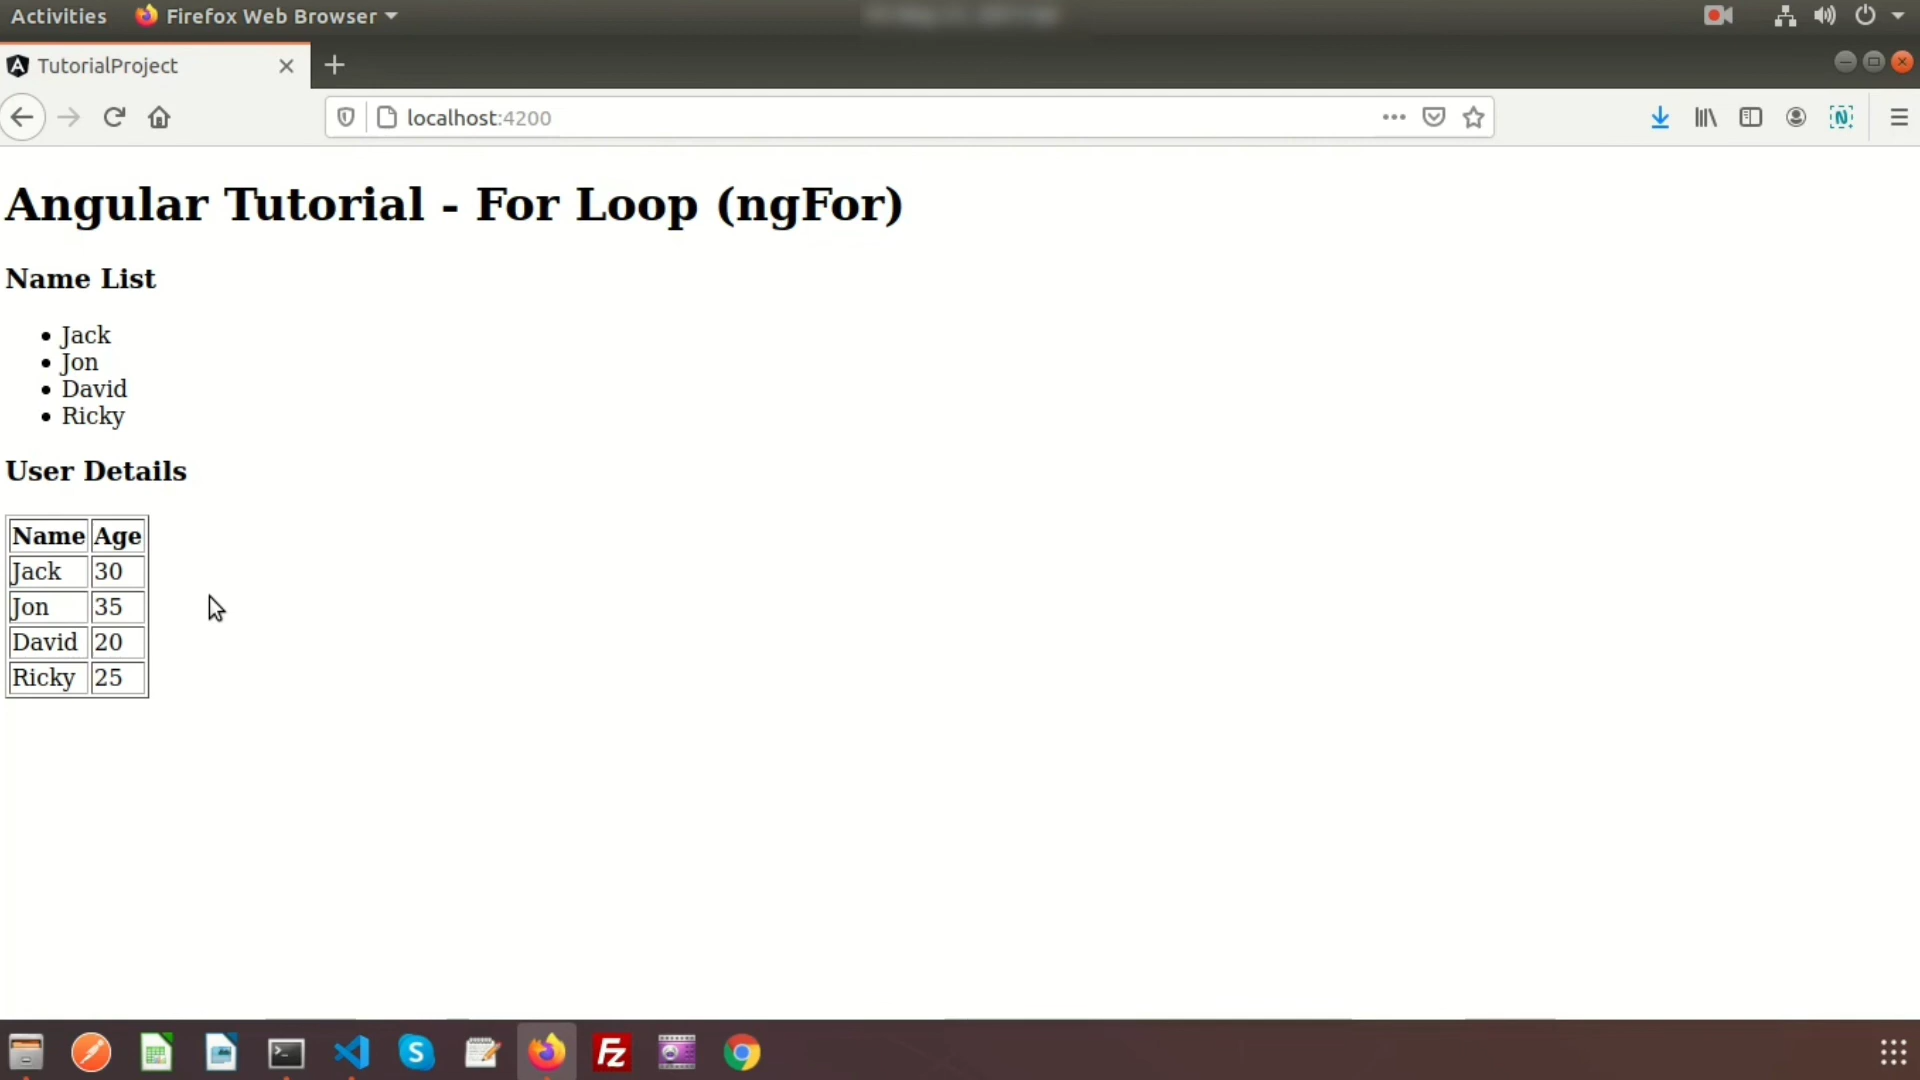 Activities Firefox Web Browser
TutorialProject
localhost:4200
Angular Tutorial - For Loop (ngFor)
Name List
Jack
Jon
David
Ricky
User Details
Name Age
Jack 30
Jon 35
David 20
Ricky 25